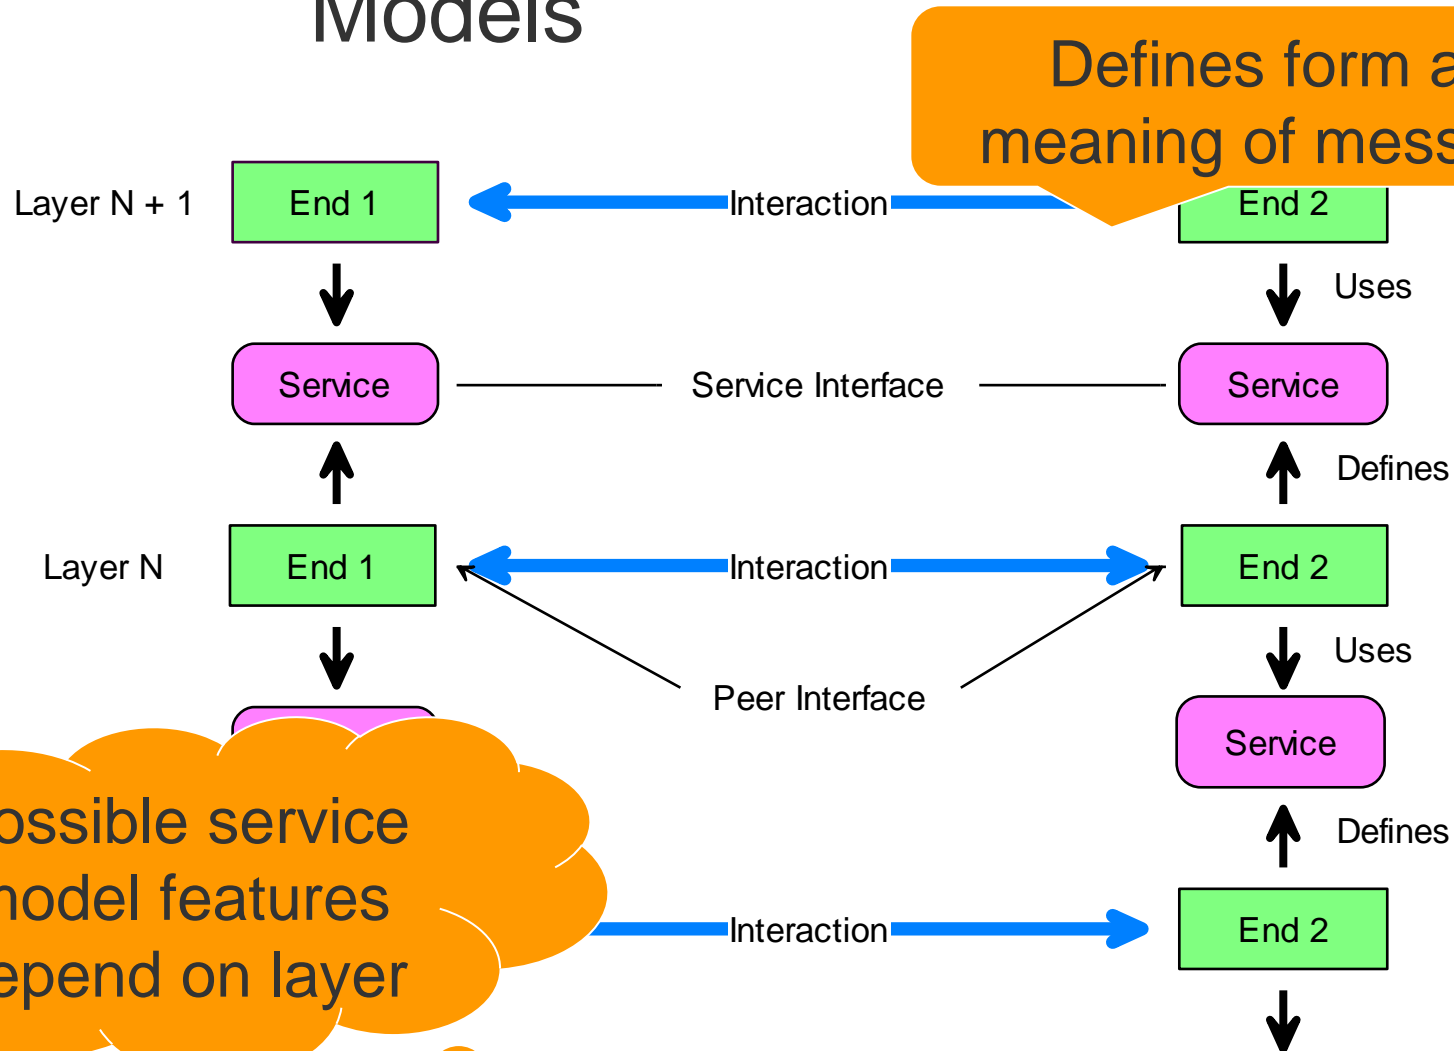 Models
Defines form a
meaning of mess
Layer N + 1
End 1
Interaction
End 2
Uses
Service
Service Interface
Service
Defines
Layer N
End 1
Interaction
End 2
Uses
Peer Interface
Service
ossible service
model features
epend on layer
Defines
Interaction
End 2